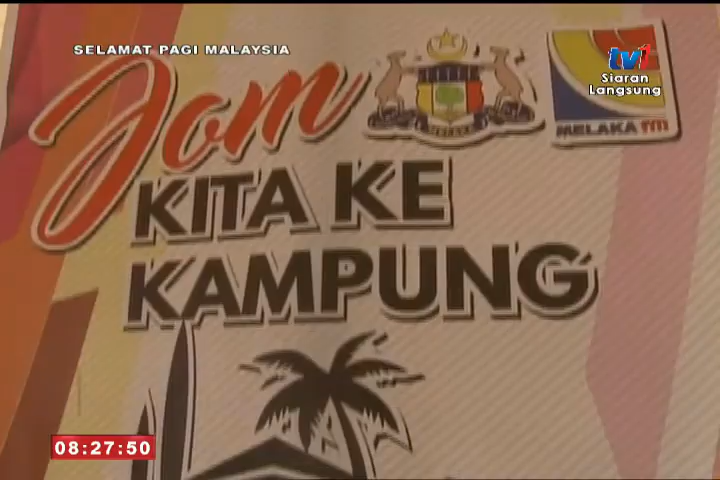 SELAMAT PAGI MALAYSIA
tv1
Siaran
Langsung
MELAKA fm
Jom
KITA KE
KAMPUNG
08:27:50